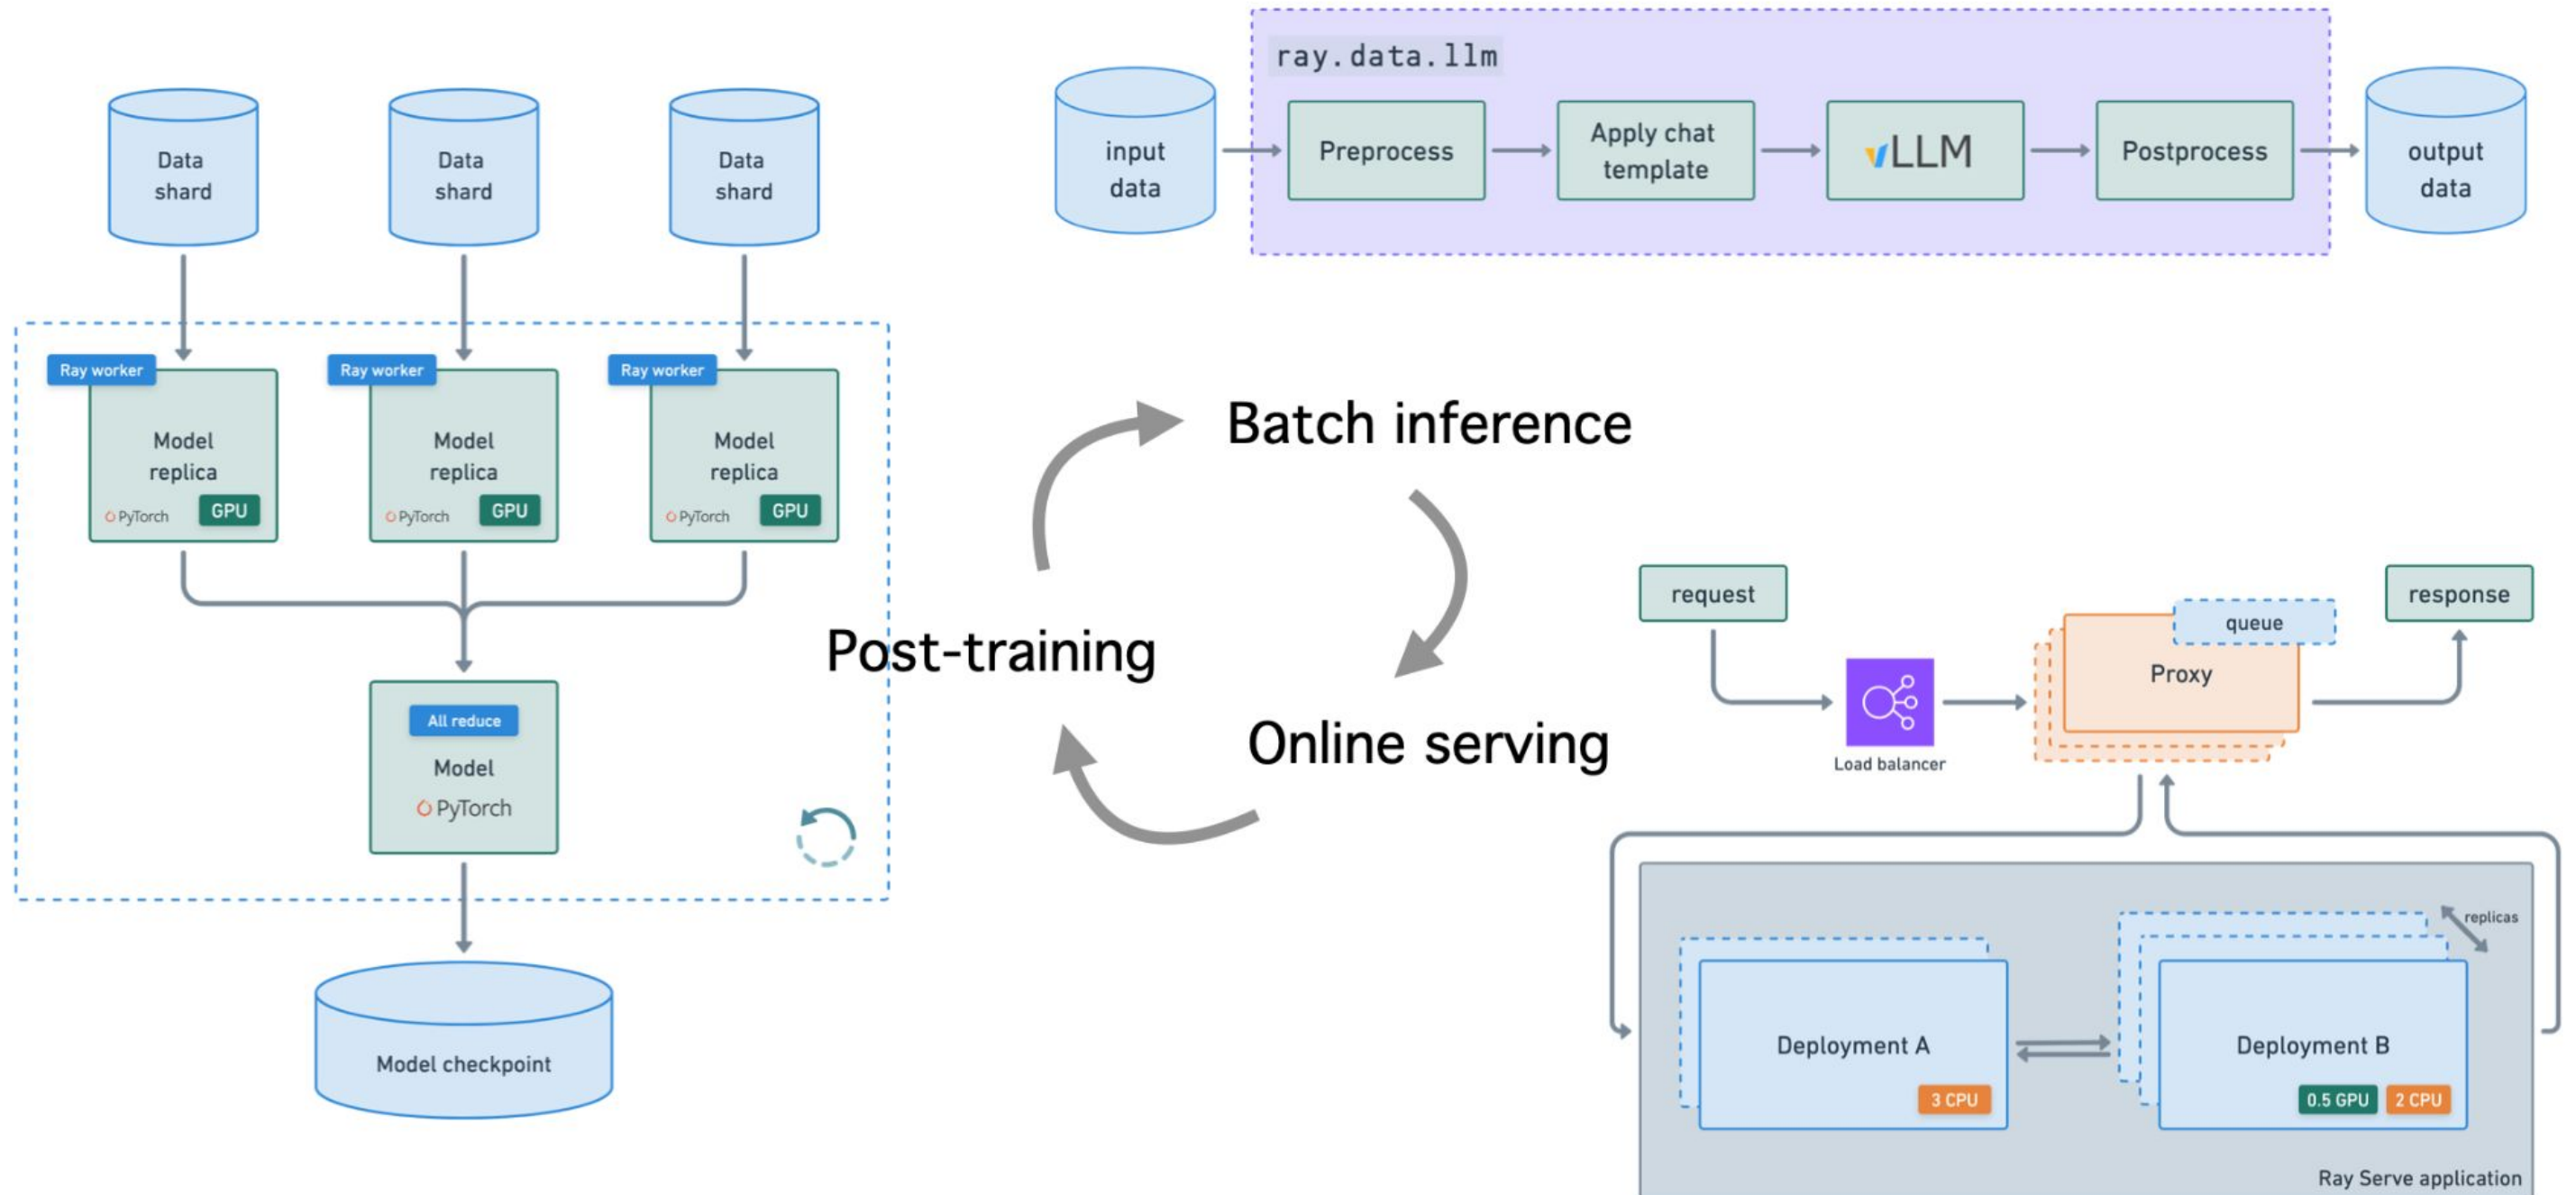 Data
shard
Data
shard
Data
shard
Ray worker
Model
replica
PyTorch
GPU
Ray worker
Model
replica
PyTorch
GPU
Ray worker
Model
replica
PyTorch
GPU
All reduce
Model
PyTorch
Model checkpoint
ray.data.llm
input
data
Preprocess
Apply chat
template
vLLM
Postprocess
output
data
Batch inference
Post-training
Online serving
request
Load balancer
queue
Proxy
response
replicas
Deployment A
3 CPU
Deployment B
0.5 GPU
2 CPU
Ray Serve application